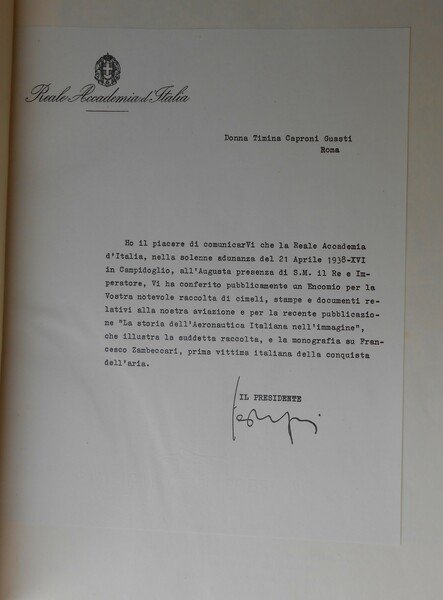 Reale Accademia d'Italia
Donna Timina Caproni Guasti
Roma
Ho il piacere di comunicarVi che la Reale Accademia
d'Italia, nella solenne adunanza del 21 Aprile 1938-XVI
in Campidoglio, all'Augusta presenza di S.M. il Re e Im-
peratore, Vi ha conferito pubblicamente un Encomio per la
Vostra notevole raccolta di cimeli, stampe e documenti re-
lativi alla nostra aviazione e per la recente pubblicazio-
ne "La storia dell'Aeronautica Italiana nell'immagine",
che illustra la suddetta raccolta, e la monografia su Fran-
cesco Zambeccari, prima vittima italiana della conquista
dell'aria.
IL PRESIDENTE